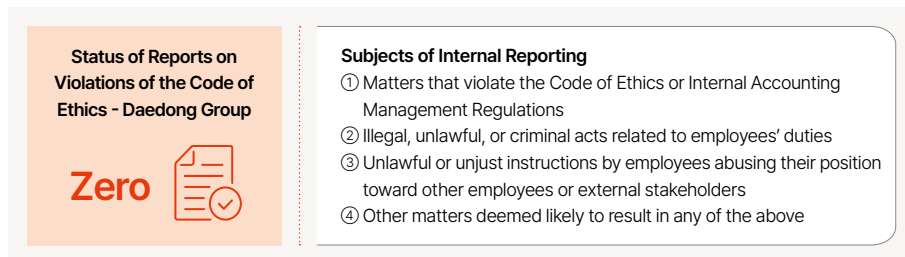 Status of Reports on
Violations of the Code of
Ethics - Daedong Group
Zero
Subjects of Internal Reporting
① Matters that violate the Code of Ethics or Internal Accounting
Management Regulations
② Illegal, unlawful, or criminal acts related to employees’ duties
③ Unlawful or unjust instructions by employees abusing their position
toward other employees or external stakeholders
④ Other matters deemed likely to result in any of the above